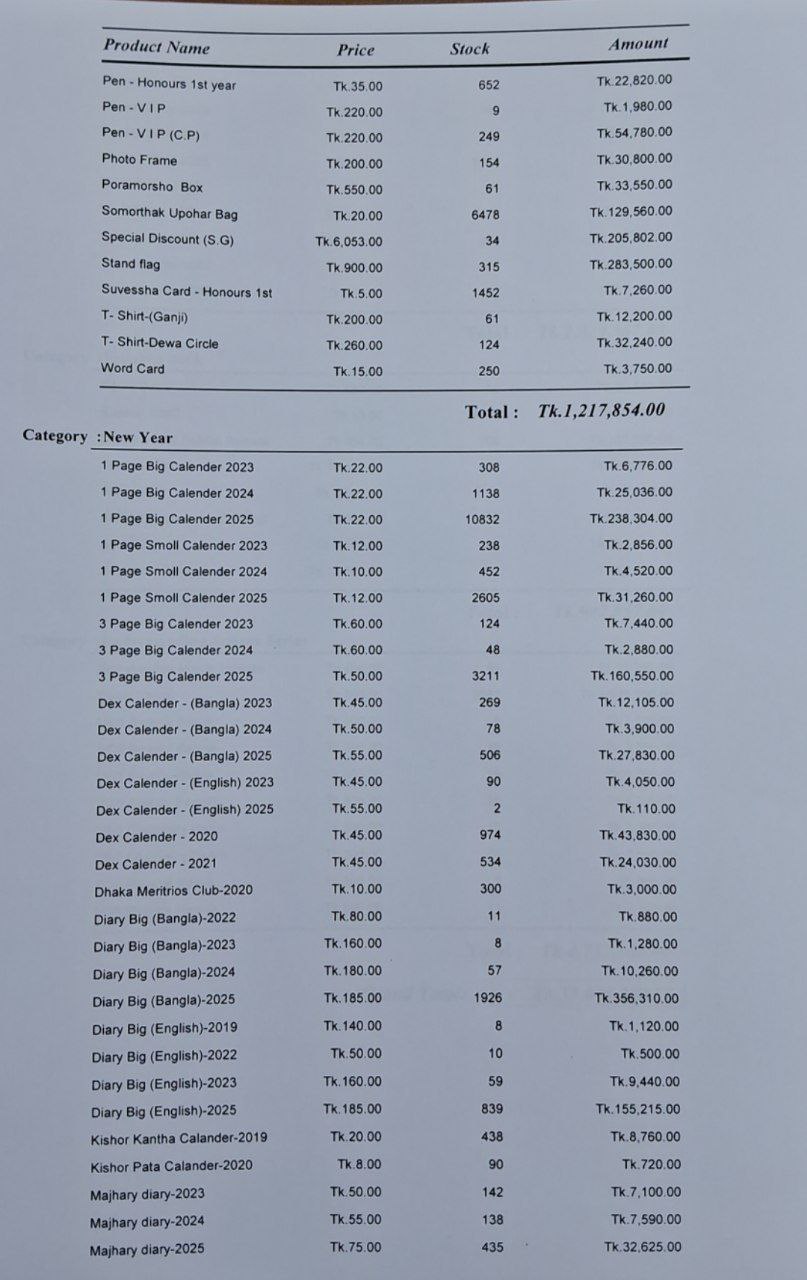 Product Name Price Stock Amount
Pen - Honours 1st year Tk.35.00 652 Tk.22,820.00
Pen - V I P Tk.220.00 9 Tk.1,980.00
Pen - V I P (C.P) Tk.220.00 249 Tk.54,780.00
Photo Frame Tk.200.00 154 Tk.30,800.00
Poramorsho Box Tk.550.00 61 Tk.33,550.00
Somorthak Upohar Bag Tk.20.00 6478 Tk.129,560.00
Special Discount (S.G) Tk.6,053.00 34 Tk.205,802.00
Stand flag Tk.900.00 315 Tk.283,500.00
Suvessha Card - Honours 1st Tk.5.00 1452 Tk.7,260.00
T- Shirt-(Ganji) Tk.200.00 61 Tk.12,200.00
T- Shirt-Dewa Circle Tk.260.00 124 Tk.32,240.00
Word Card Tk.15.00 250 Tk.3,750.00
Total : Tk.1,217,854.00
Category : New Year
1 Page Big Calender 2023 Tk.22.00 308 Tk.6,776.00
1 Page Big Calender 2024 Tk.22.00 1138 Tk.25,036.00
1 Page Big Calender 2025 Tk.22.00 10832 Tk.238,304.00
1 Page Smoll Calender 2023 Tk.12.00 238 Tk.2,856.00
1 Page Smoll Calender 2024 Tk.10.00 452 Tk.4,520.00
1 Page Smoll Calender 2025 Tk.12.00 2605 Tk.31,260.00
3 Page Big Calender 2023 Tk.60.00 124 Tk.7,440.00
3 Page Big Calender 2024 Tk.60.00 48 Tk.2,880.00
3 Page Big Calender 2025 Tk.50.00 3211 Tk.160,550.00
Dex Calender - (Bangla) 2023 Tk.45.00 269 Tk.12,105.00
Dex Calender - (Bangla) 2024 Tk.50.00 78 Tk.3,900.00
Dex Calender - (Bangla) 2025 Tk.55.00 506 Tk.27,830.00
Dex Calender - (English) 2023 Tk.45.00 90 Tk.4,050.00
Dex Calender - (English) 2025 Tk.55.00 2 Tk.110.00
Dex Calender - 2020 Tk.45.00 974 Tk.43,830.00
Dex Calender - 2021 Tk.45.00 534 Tk.24,030.00
Dhaka Meritrios Club-2020 Tk.10.00 300 Tk.3,000.00
Diary Big (Bangla)-2022 Tk.80.00 11 Tk.880.00
Diary Big (Bangla)-2023 Tk.160.00 8 Tk.1,280.00
Diary Big (Bangla)-2024 Tk.180.00 57 Tk.10,260.00
Diary Big (Bangla)-2025 Tk.185.00 1926 Tk.356,310.00
Diary Big (English)-2019 Tk.140.00 8 Tk.1,120.00
Diary Big (English)-2022 Tk.50.00 10 Tk.500.00
Diary Big (English)-2023 Tk.160.00 59 Tk.9,440.00
Diary Big (English)-2025 Tk.185.00 839 Tk.155,215.00
Kishor Kantha Calander-2019 Tk.20.00 438 Tk.8,760.00
Kishor Pata Calander-2020 Tk.8.00 90 Tk.720.00
Majhary diary-2023 Tk.50.00 142 Tk.7,100.00
Majhary diary-2024 Tk.55.00 138 Tk.7,590.00
Majhary diary-2025 Tk.75.00 435 Tk.32,625.00